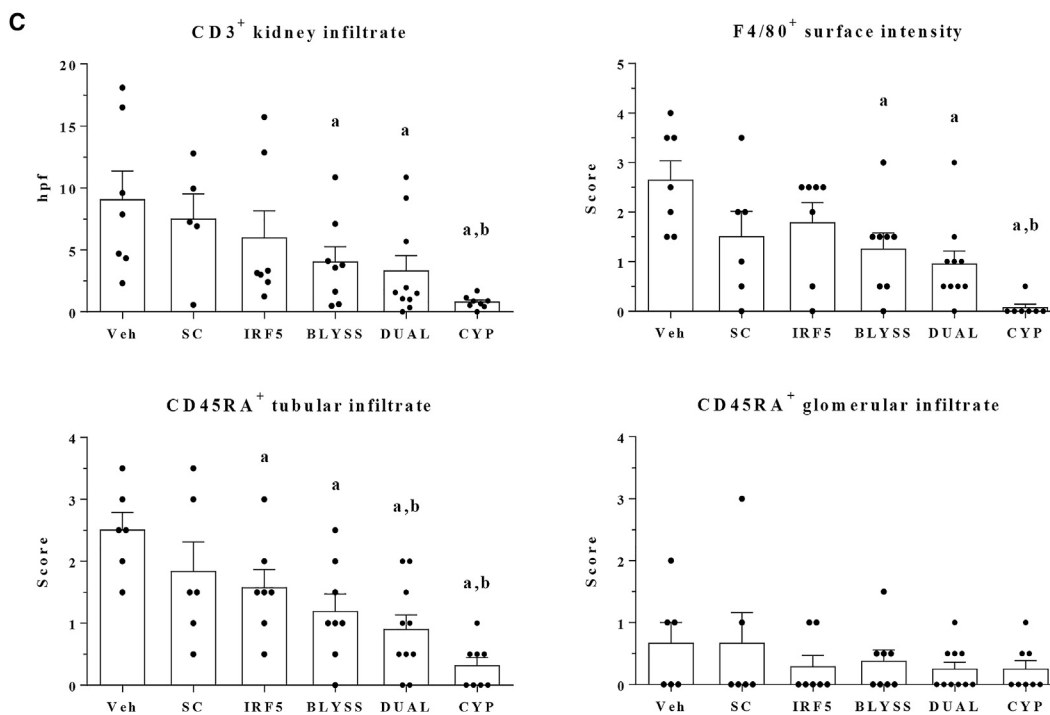 C
CD3⁺ kidney infiltrate
hpf
20
15
10
5
0
a
a
a,b
Veh SC IRF5 BLYSS DUAL CYP
F4/80⁺ surface intensity
Score
5
4
3
2
1
0
a
a
a,b
Veh SC IRF5 BLYSS DUAL CYP
CD45RA⁺ tubular infiltrate
Score
4
3
2
1
0
a
a
a,b
a,b
Veh SC IRF5 BLYSS DUAL CYP
CD45RA⁺ glomerular infiltrate
Score
4
3
2
1
0
Veh SC IRF5 BLYSS DUAL CYP